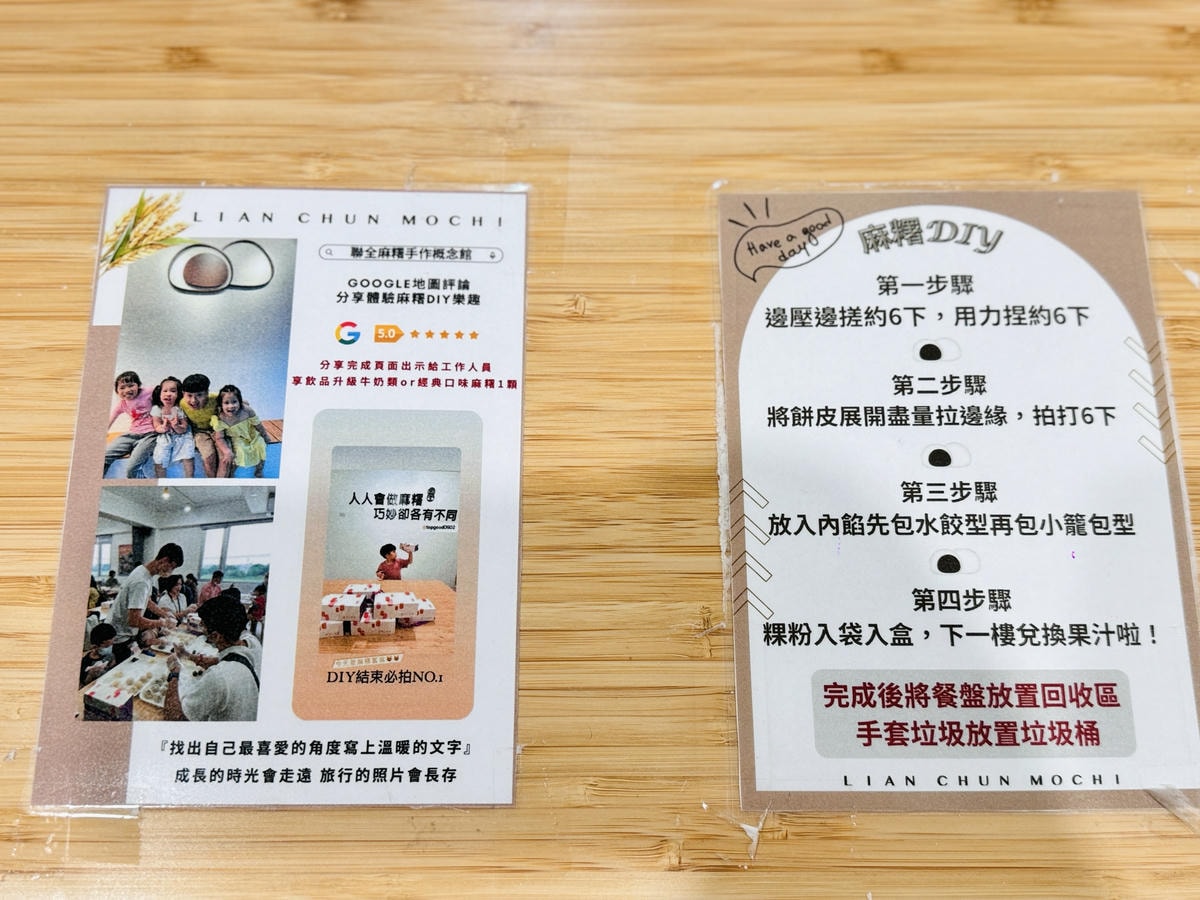 LIAN CHUN MOCHI
聯全麻糬手作概念館
GOOGLE地圖評論
分享體驗麻糬DIY樂趣
G 5.0
分享完成頁面出示給工作人員
享飲品升級牛奶類or經典口味麻糬1顆
人人會做麻糬
巧妙卻各有不同
DIY結束必拍NO.1
『找出自己最喜愛的角度寫上溫暖的文字』
成長的時光會走遠 旅行的照片會長存
Have a good
day
麻糬DIY
第一步驟
邊壓邊搓約6下，用力捏約6下
第二步驟
將餅皮展開盡量拉邊緣，拍打6下
第三步驟
放入內餡先包水餃型再包小籠包型
第四步驟
粿粉入袋入盒，下一樓兌換果汁啦！
完成後將餐盤放置回收區
手套垃圾放置垃圾桶
LIAN CHUN MOCHI